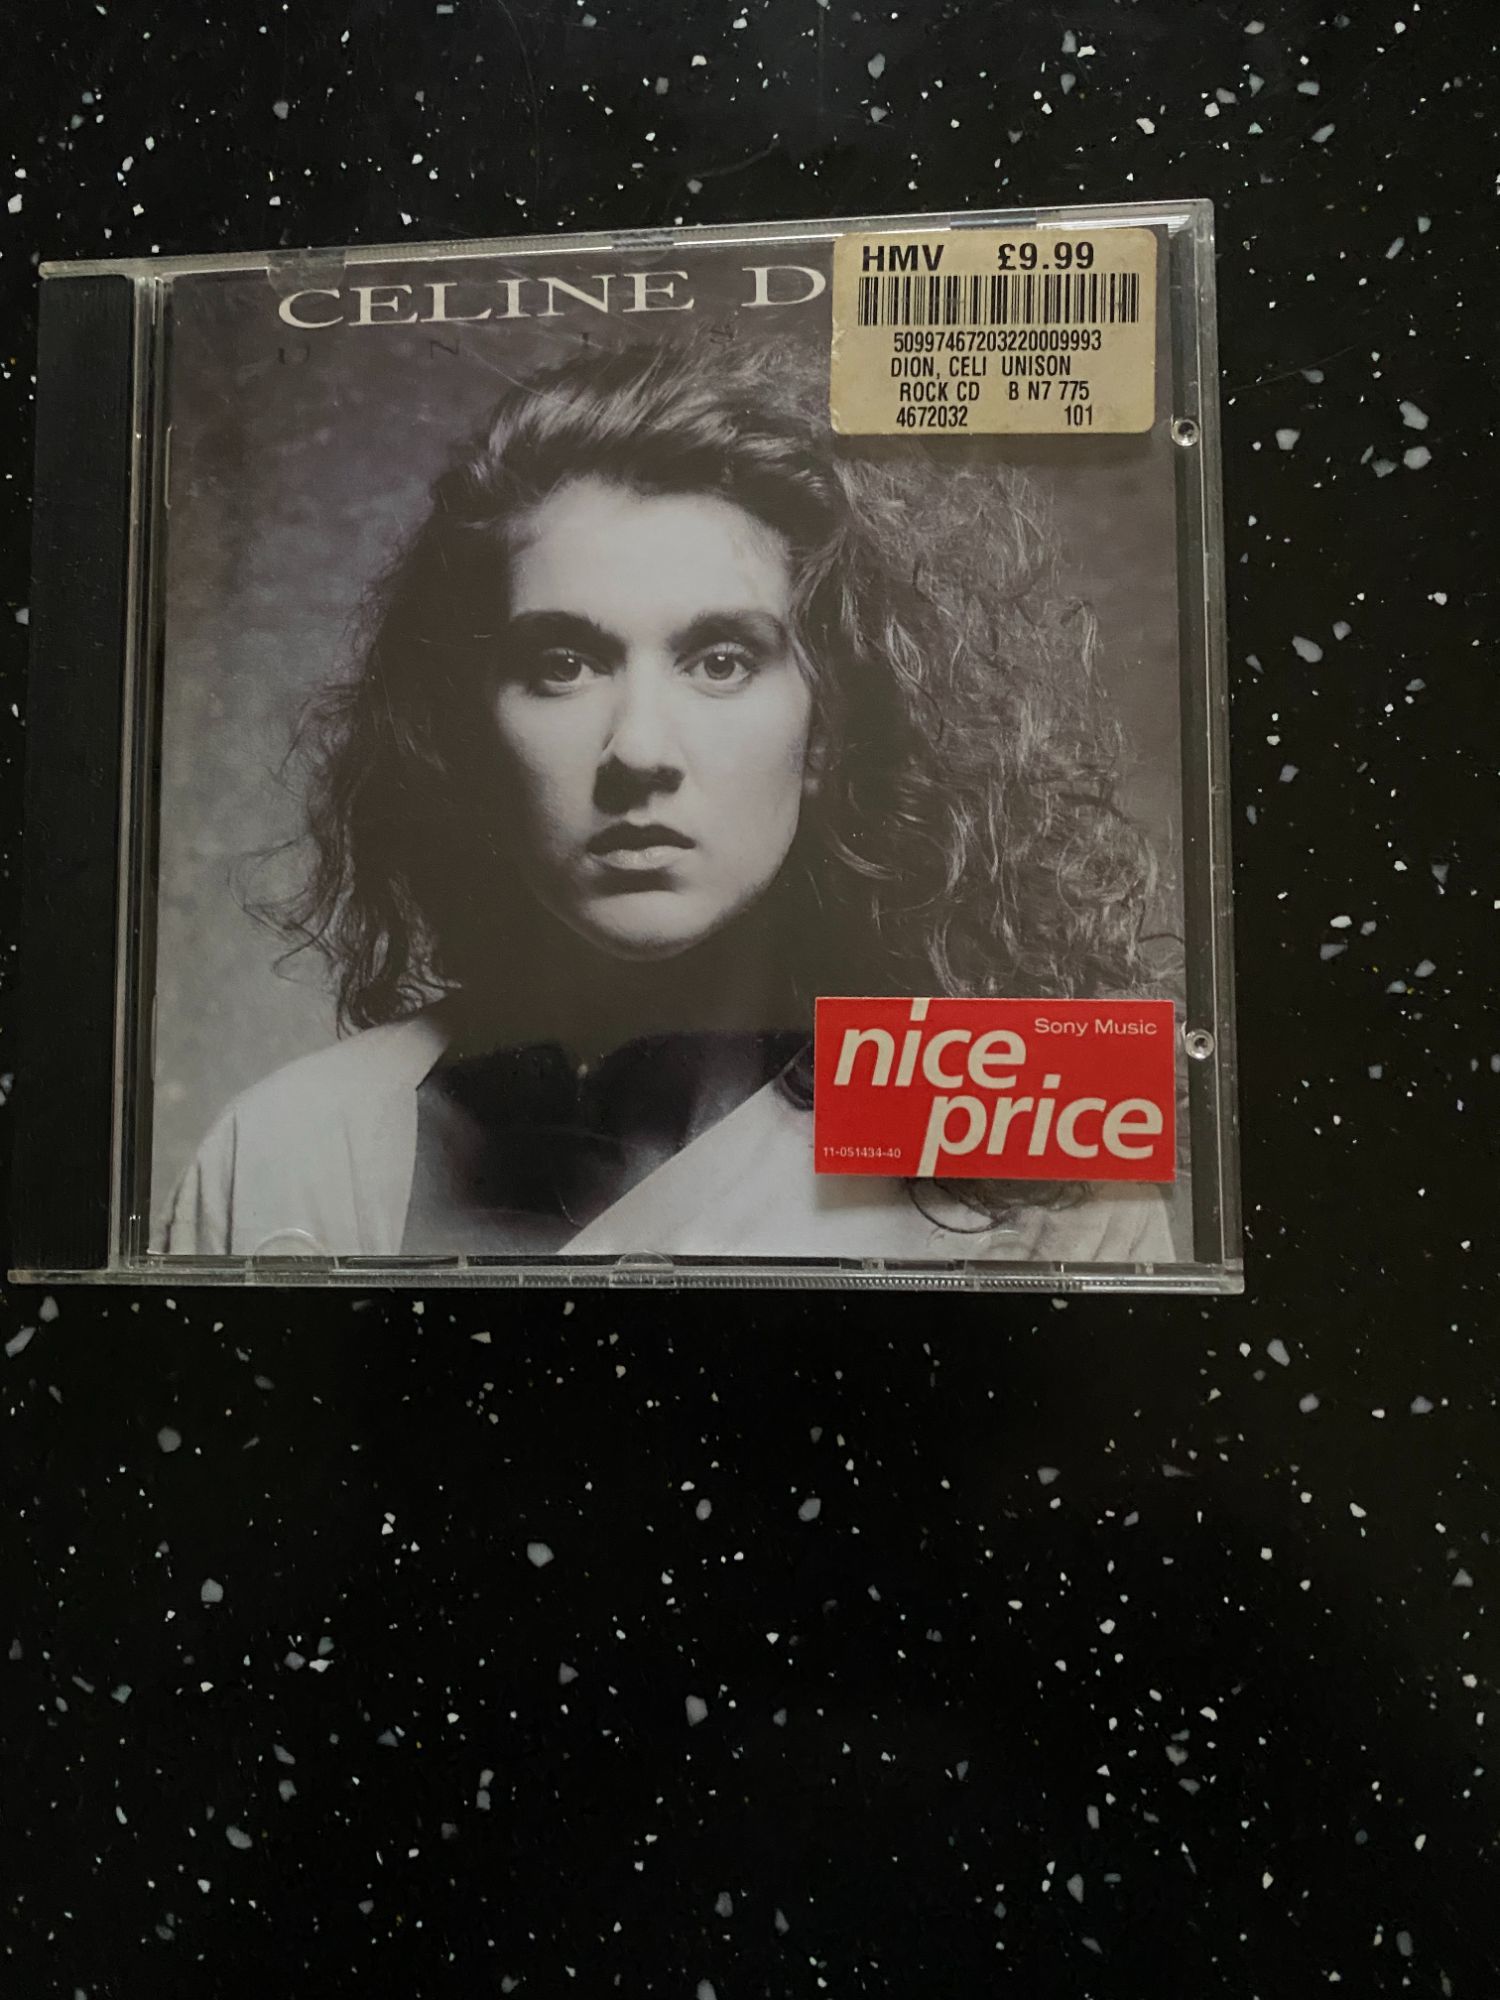 CELINE D
U N I
HMV £9.99
50997467203220009993
DION, CELI UNISON
ROCK CD B N7 775
4672032 101
Sony Music
nice
price
11-051434-40